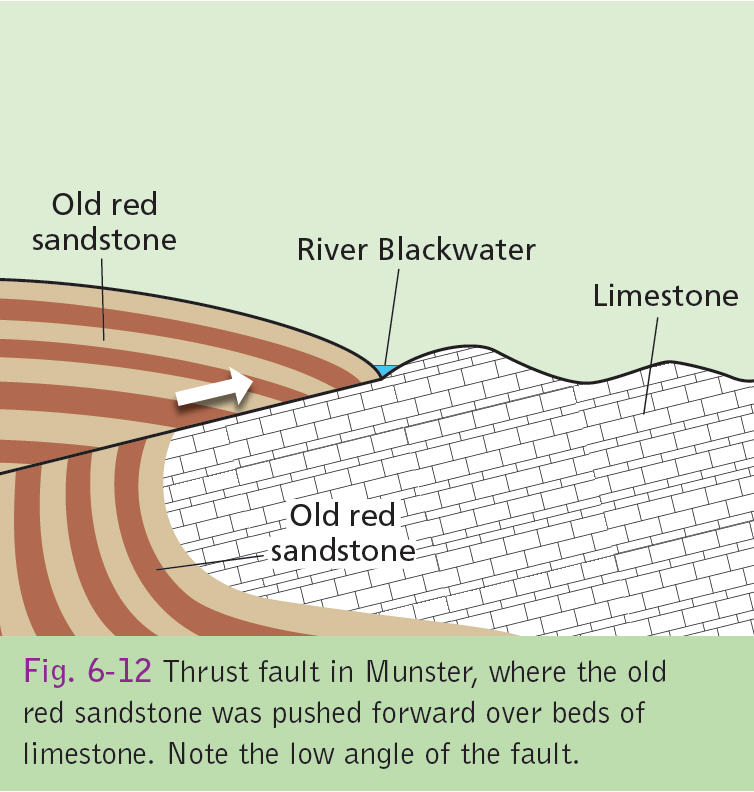 Old red
sandstone
River Blackwater
Limestone
Old red
sandstone
Fig. 6-12 Thrust fault in Munster, where the old
red sandstone was pushed forward over beds of
limestone. Note the low angle of the fault.